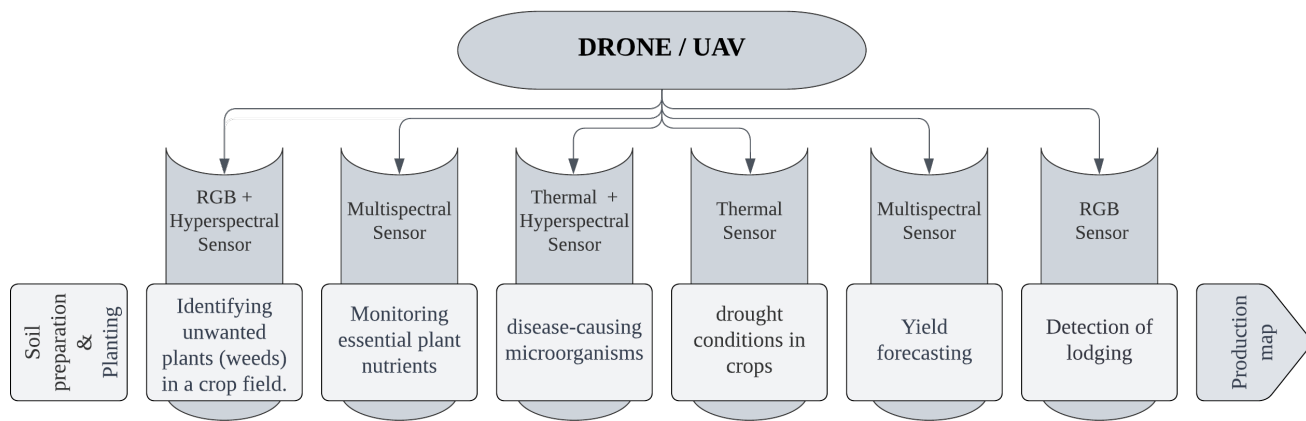 DRONE / UAV
RGB +
Hyperspectral
Sensor
Multispectral
Sensor
Thermal +
Hyperspectral
Sensor
Thermal
Sensor
Multispectral
Sensor
RGB
Sensor
Soil
preparation
&
Planting
Identifying
unwanted
plants (weeds)
in a crop field.
Monitoring
essential plant
nutrients
disease-causing
microorganisms
drought
conditions in
crops
Yield
forecasting
Detection of
lodging
Production
map